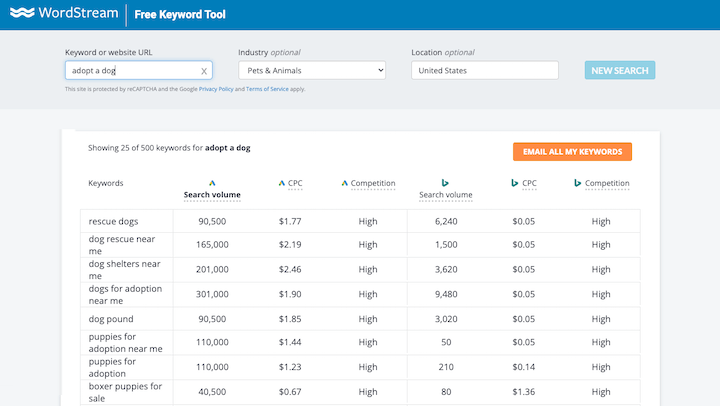 WordStream Free Keyword Tool
Keyword or website URL Industry optional Location optional
adopt a dog x Pets & Animals United States NEW SEARCH
This site is protected by reCAPTCHA and the Google Privacy Policy and Terms of Service apply.
Showing 25 of 500 keywords for adopt a dog EMAIL ALL MY KEYWORDS
Keywords Search volume CPC Competition Search volume CPC Competition
rescue dogs 90,500 $1.77 High 6,240 $0.05 High
dog rescue near
me 165,000 $2.19 High 1,500 $0.05 High
dog shelters near
me 201,000 $2.46 High 3,620 $0.05 High
dogs for adoption
near me 301,000 $1.90 High 9,480 $0.05 High
dog pound 90,500 $1.85 High 3,020 $0.05 High
puppies for
adoption near me 110,000 $1.44 High 50 $0.05 High
puppies for
adoption 110,000 $1.23 High 210 $0.14 High
boxer puppies for
sale 40,500 $0.67 High 80 $1.36 High